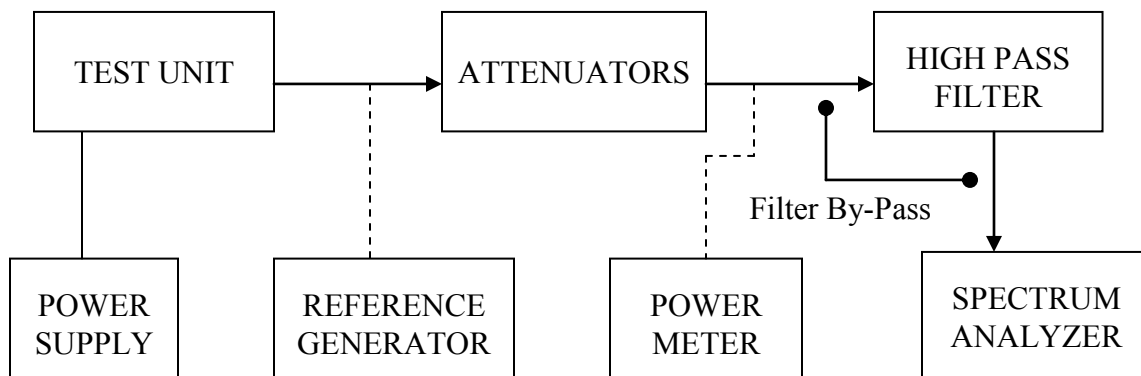 TEST UNIT
ATTENUATORS
HIGH PASS
FILTER
Filter By-Pass
POWER
SUPPLY
REFERENCE
GENERATOR
POWER
METER
SPECTRUM
ANALYZER